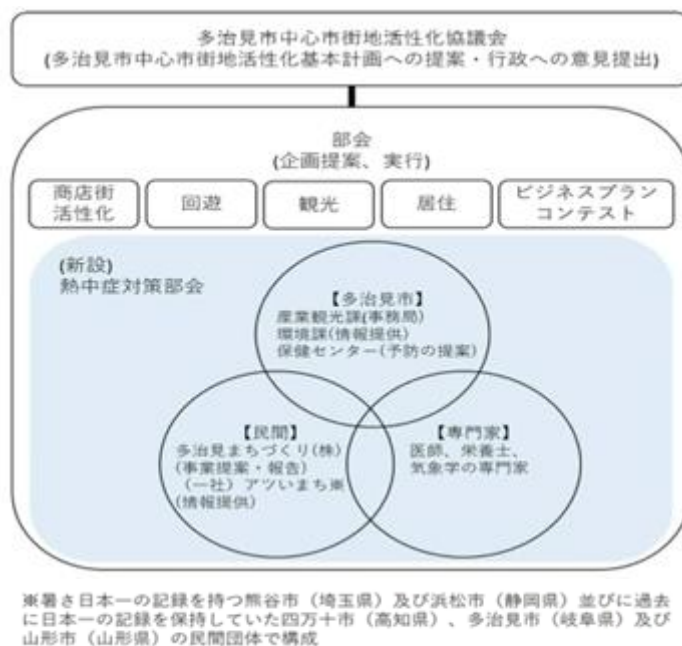 多治見市中心市街地活性化協議会
(多治見市中心市街地活性化基本計画への提案・行政への意見提出)
部会
(企画提案、実行)
商店街
活性化
回遊
観光
居住
ビジネスプラン
コンテスト
(新設)
熱中症対策部会
【多治見市】
産業観光課(事務局)
環境課(情報提供)
保健センター(予防の提案)
【民間】
多治見まちづくり(株)
(事業提案・報告)
(一社)アツいまち※
(情報提供)
【専門家】
医師、栄養士、
気象学の専門家
※暑さ日本一の記録を持つ熊谷市(埼玉県)及び浜松市(静岡県)並びに過去
に日本一の記録を保持していた四万十市(高知県)、多治見市(岐阜県)及び
山形市(山形県)の民間団体で構成